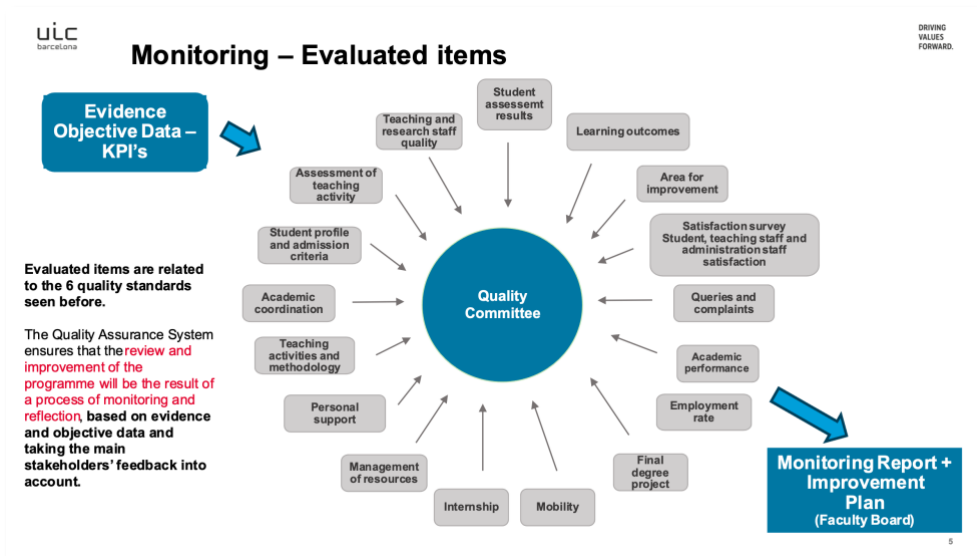 uic
barcelona
DRIVING
VALUES
FORWARD.
Monitoring – Evaluated items
Evidence
Objective Data –
KPI's
Student
assessemt
results
Teaching and
research staff
quality
Learning outcomes
Assessment of
teaching
activity
Area for
improvement
Student profile
and admission
criteria
Satisfaction survey
Student, teaching staff and
administration staff
satisfaction
Evaluated items are related
to the 6 quality standards
seen before.
Academic
coordination
Quality
Committee
Queries and
complaints
The Quality Assurance System
ensures that the review and
improvement of the
programme will be the result of
a process of monitoring and
reflection, based on evidence
and objective data and
taking the main
stakeholders' feedback into
account.
Teaching
activities and
methodology
Academic
performance
Personal
support
Employment
rate
Management
of resources
Final
degree
project
Internship
Mobility
Monitoring Report +
Improvement
Plan
(Faculty Board)
5